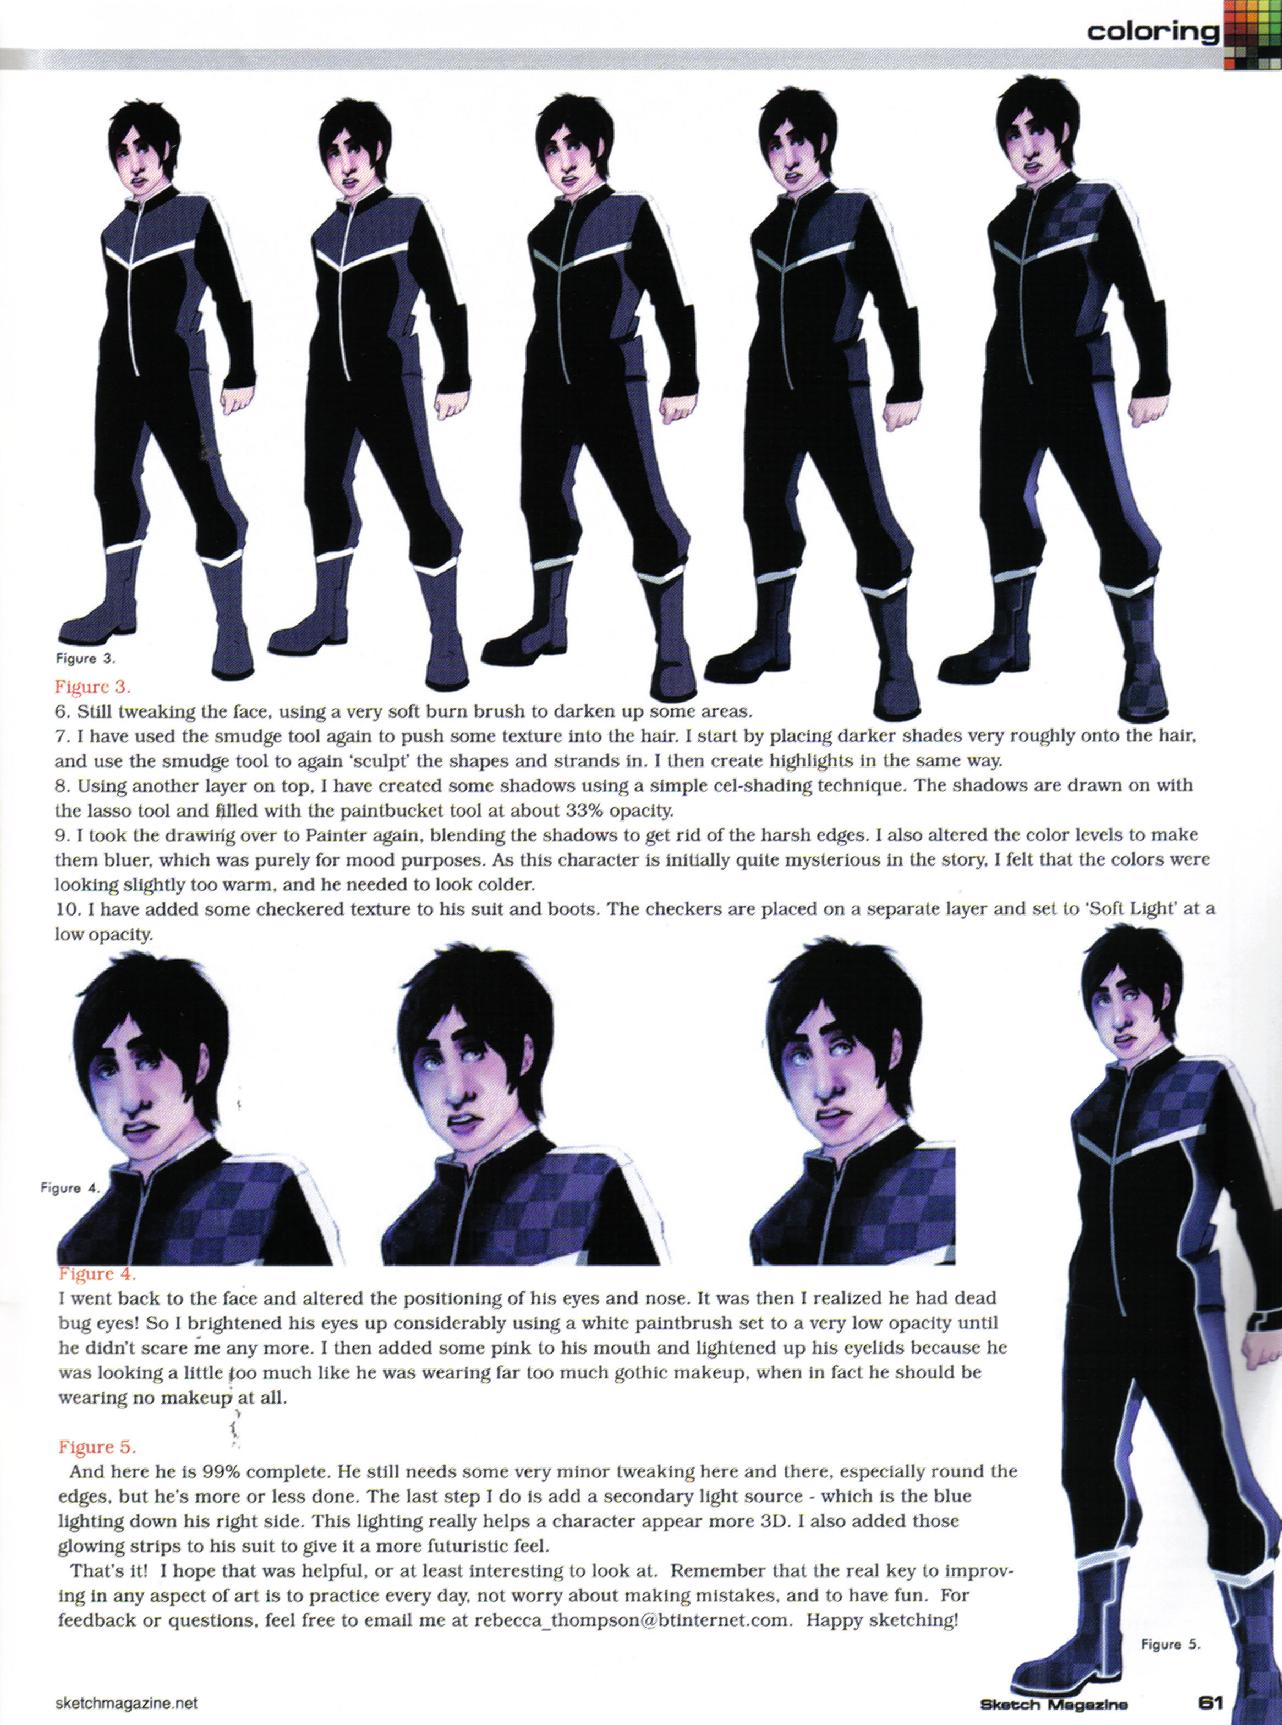 coloring
Figure 3.
Figure 3.
6. Still tweaking the face, using a very soft burn brush to darken up some areas.
7. I have used the smudge tool again to push some texture into the hair. I start by placing darker shades very roughly onto the hair,
and use the smudge tool to again 'sculpt' the shapes and strands in. I then create highlights in the same way.
8. Using another layer on top, I have created some shadows using a simple cel-shading technique. The shadows are drawn on with
the lasso tool and filled with the paintbucket tool at about 33% opacity.
9. I took the drawing over to Painter again, blending the shadows to get rid of the harsh edges. I also altered the color levels to make
them bluer, which was purely for mood purposes. As this character is initially quite mysterious in the story, I felt that the colors were
looking slightly too warm, and he needed to look colder.
10. I have added some checkered texture to his suit and boots. The checkers are placed on a separate layer and set to 'Soft Light' at a
low opacity.
Figure 4.
Figure 4.
I went back to the face and altered the positioning of his eyes and nose. It was then I realized he had dead
bug eyes! So I brightened his eyes up considerably using a white paintbrush set to a very low opacity until
he didn't scare me any more. I then added some pink to his mouth and lightened up his eyelids because he
was looking a little too much like he was wearing far too much gothic makeup, when in fact he should be
wearing no makeup at all.
Figure 5.
And here he is 99% complete. He still needs some very minor tweaking here and there, especially round the
edges, but he's more or less done. The last step I do is add a secondary light source - which is the blue
lighting down his right side. This lighting really helps a character appear more 3D. I also added those
glowing strips to his suit to give it a more futuristic feel.
That's it! I hope that was helpful, or at least interesting to look at. Remember that the real key to improv-
ing in any aspect of art is to practice every day, not worry about making mistakes, and to have fun. For
feedback or questions, feel free to email me at rebecca_thompson@btinternet.com. Happy sketching!
Figure 5.
sketchmagazine.net
Sketch Magazine 61